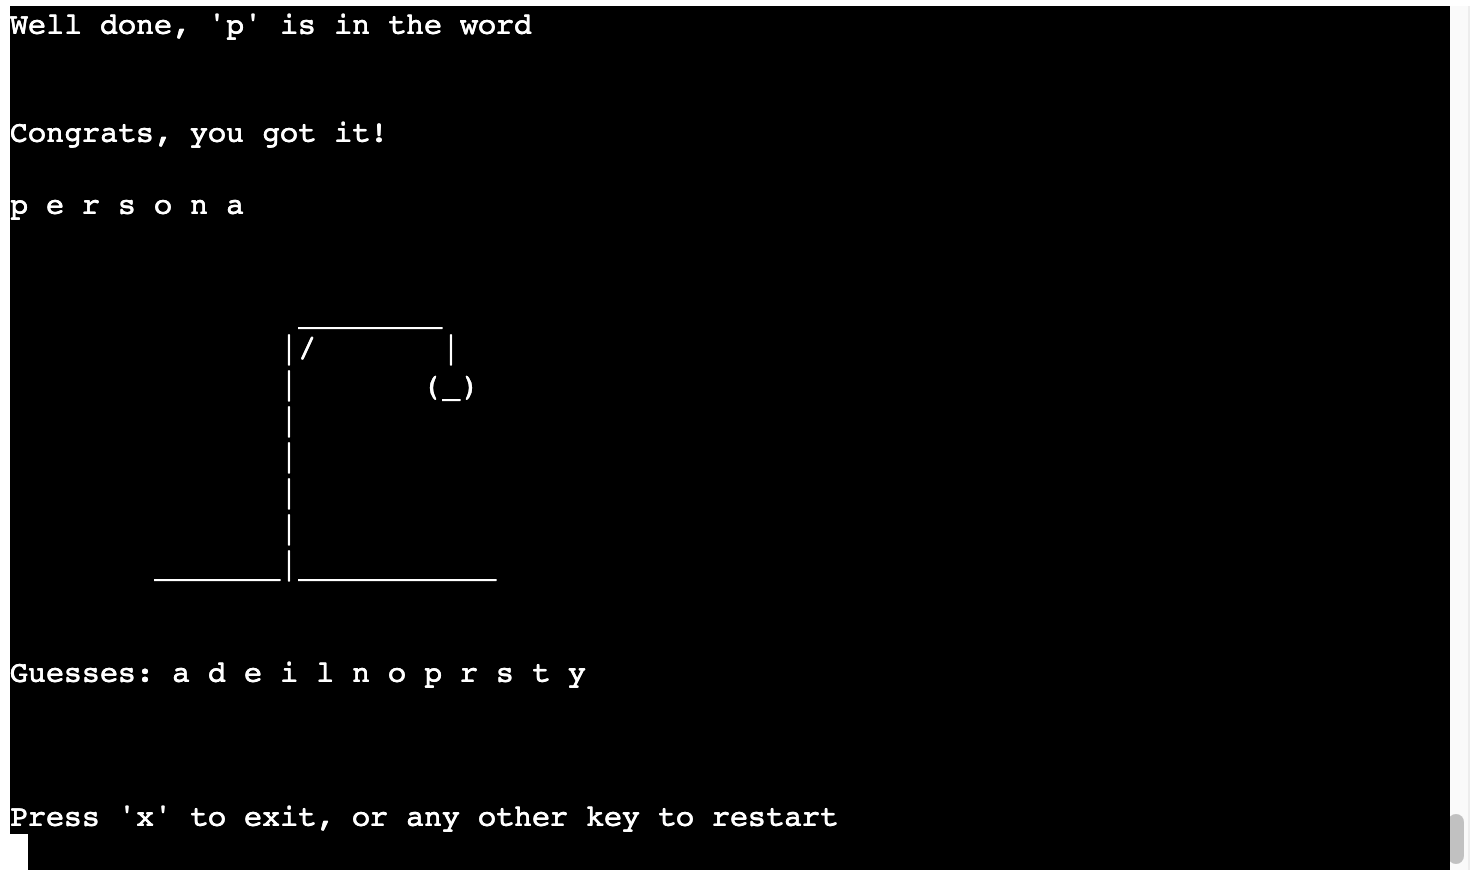 Well done, 'p' is in the word
Congrats, you got it!
p e r s o n a
Guesses: a d e i l n o p r s t y
Press 'x' to exit, or any other key to restart